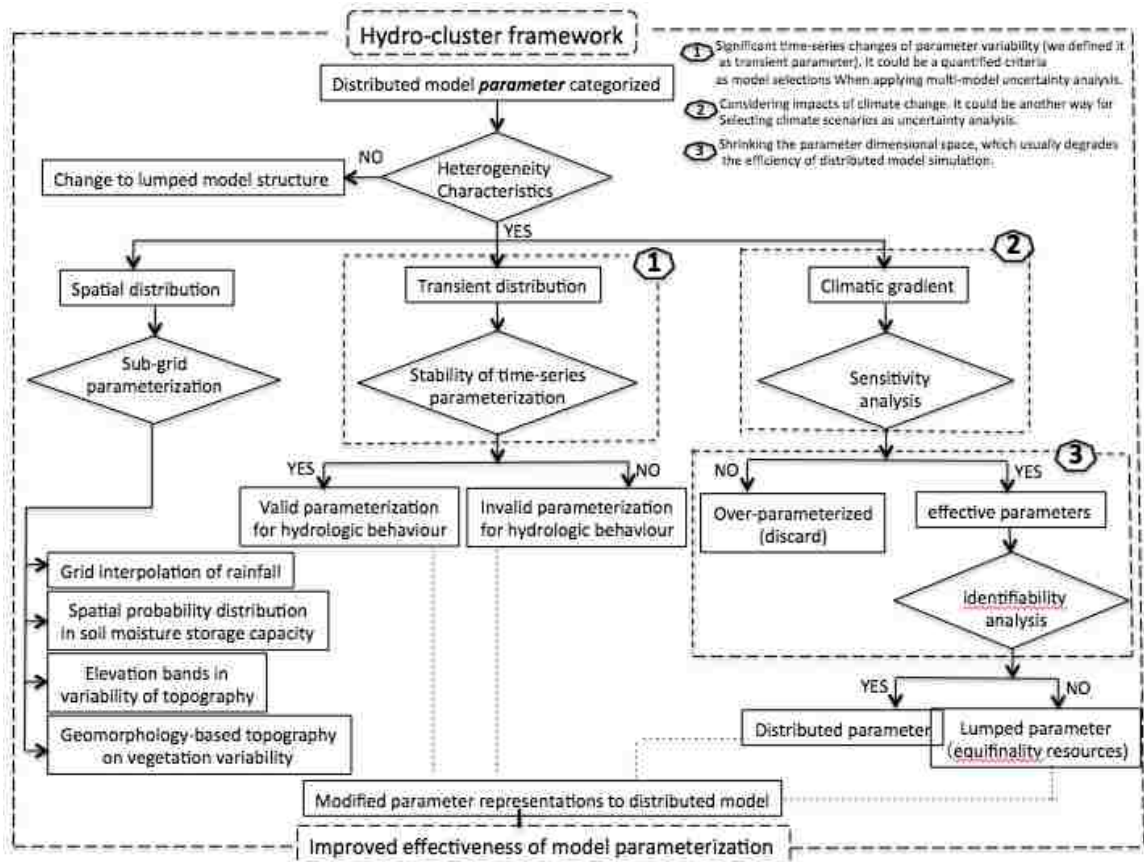 Hydro-cluster framework
Distributed model parameter categorized
1 Significant time-series changes of parameter variability (we defined it
as transient parameter). It could be a quantified criteria
as model selections When applying multi-model uncertainty analysis.
2 Considering impacts of climate change. It could be another way for
Selecting climate scenarios as uncertainty analysis.
3 Shrinking the parameter dimensional space, which usually degrades
the efficiency of distributed model simulation.
NO
Heterogeneity
Characteristics
Change to lumped model structure
YES
1
2
Spatial distribution
Transient distribution
Climatic gradient
Sub-grid
parameterization
Stability of time-series
parameterization
Sensitivity
analysis
YES
NO
NO
YES
3
Valid parameterization
for hydrologic behaviour
Invalid parameterization
for hydrologic behaviour
Over-parameterized
(discard)
effective parameters
identifiability
analysis
Grid interpolation of rainfall
Spatial probability distribution
in soil moisture storage capacity
Elevation bands in
variability of topography
Geomorphology-based topography
on vegetation variability
YES
NO
Distributed parameter
Lumped parameter
(equifinality resources)
Modified parameter representations to distributed model
Improved effectiveness of model parameterization